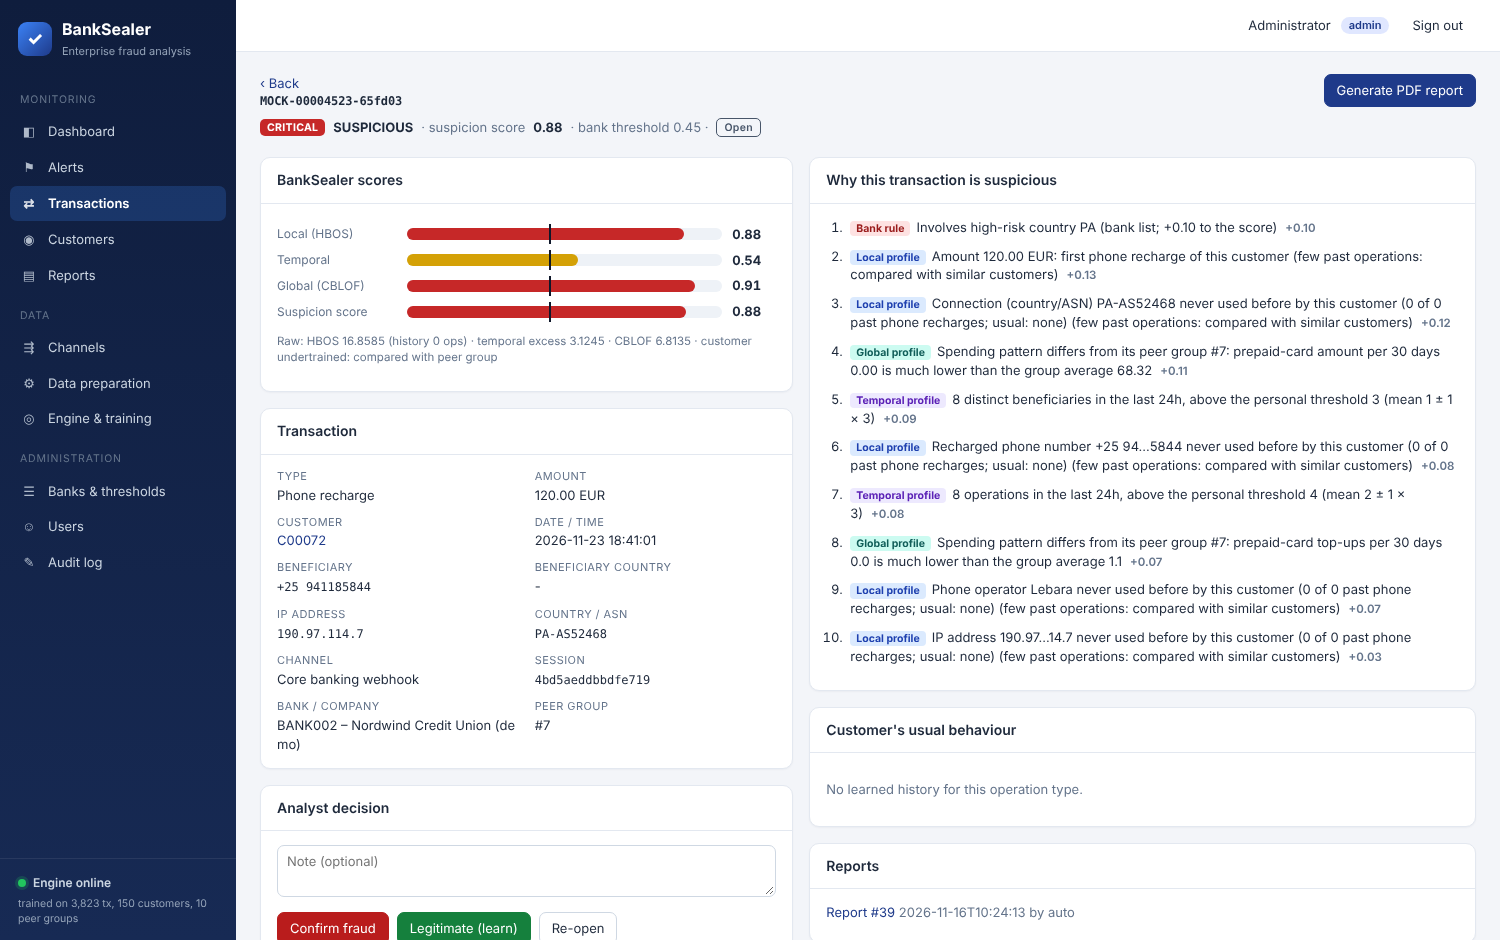 BankSealer
Enterprise fraud analysis
MONITORING
Dashboard
Alerts
Transactions
Customers
Reports
DATA
Channels
Data preparation
Engine & training
ADMINISTRATION
Banks & thresholds
Users
Audit log
Engine online
trained on 3,823 tx, 150 customers, 10
peer groups
Administrator admin Sign out
‹ Back
MOCK-00004523-65fd03
Generate PDF report
CRITICAL SUSPICIOUS · suspicion score 0.88 · bank threshold 0.45 · Open
BankSealer scores
Local (HBOS) 0.88
Temporal 0.54
Global (CBLOF) 0.91
Suspicion score 0.88
Raw: HBOS 16.8585 (history 0 ops) · temporal excess 3.1245 · CBLOF 6.8135 · customer
undertrained: compared with peer group
Transaction
TYPE AMOUNT
Phone recharge 120.00 EUR
CUSTOMER DATE / TIME
C00072 2026-11-23 18:41:01
BENEFICIARY BENEFICIARY COUNTRY
+25 941185844 -
IP ADDRESS COUNTRY / ASN
190.97.114.7 PA-AS52468
CHANNEL SESSION
Core banking webhook 4bd5aeddbbdfe719
BANK / COMPANY PEER GROUP
BANK002 – Nordwind Credit Union (de #7
mo)
Analyst decision
Note (optional)
Confirm fraud Legitimate (learn) Re-open
Why this transaction is suspicious
1. Bank rule Involves high-risk country PA (bank list; +0.10 to the score) +0.10
2. Local profile Amount 120.00 EUR: first phone recharge of this customer (few past operations:
compared with similar customers) +0.13
3. Local profile Connection (country/ASN) PA-AS52468 never used before by this customer (0 of 0
past phone recharges; usual: none) (few past operations: compared with similar customers) +0.12
4. Global profile Spending pattern differs from its peer group #7: prepaid-card amount per 30 days
0.00 is much lower than the group average 68.32 +0.11
5. Temporal profile 8 distinct beneficiaries in the last 24h, above the personal threshold 3 (mean 1 ± 1
× 3) +0.09
6. Local profile Recharged phone number +25 94…5844 never used before by this customer (0 of 0
past phone recharges; usual: none) (few past operations: compared with similar customers) +0.08
7. Temporal profile 8 operations in the last 24h, above the personal threshold 4 (mean 2 ± 1 ×
3) +0.08
8. Global profile Spending pattern differs from its peer group #7: prepaid-card top-ups per 30 days
0.0 is much lower than the group average 1.1 +0.07
9. Local profile Phone operator Lebara never used before by this customer (0 of 0 past phone
recharges; usual: none) (few past operations: compared with similar customers) +0.07
10. Local profile IP address 190.97…14.7 never used before by this customer (0 of 0 past phone
recharges; usual: none) (few past operations: compared with similar customers) +0.03
Customer's usual behaviour
No learned history for this operation type.
Reports
Report #39 2026-11-16T10:24:13 by auto